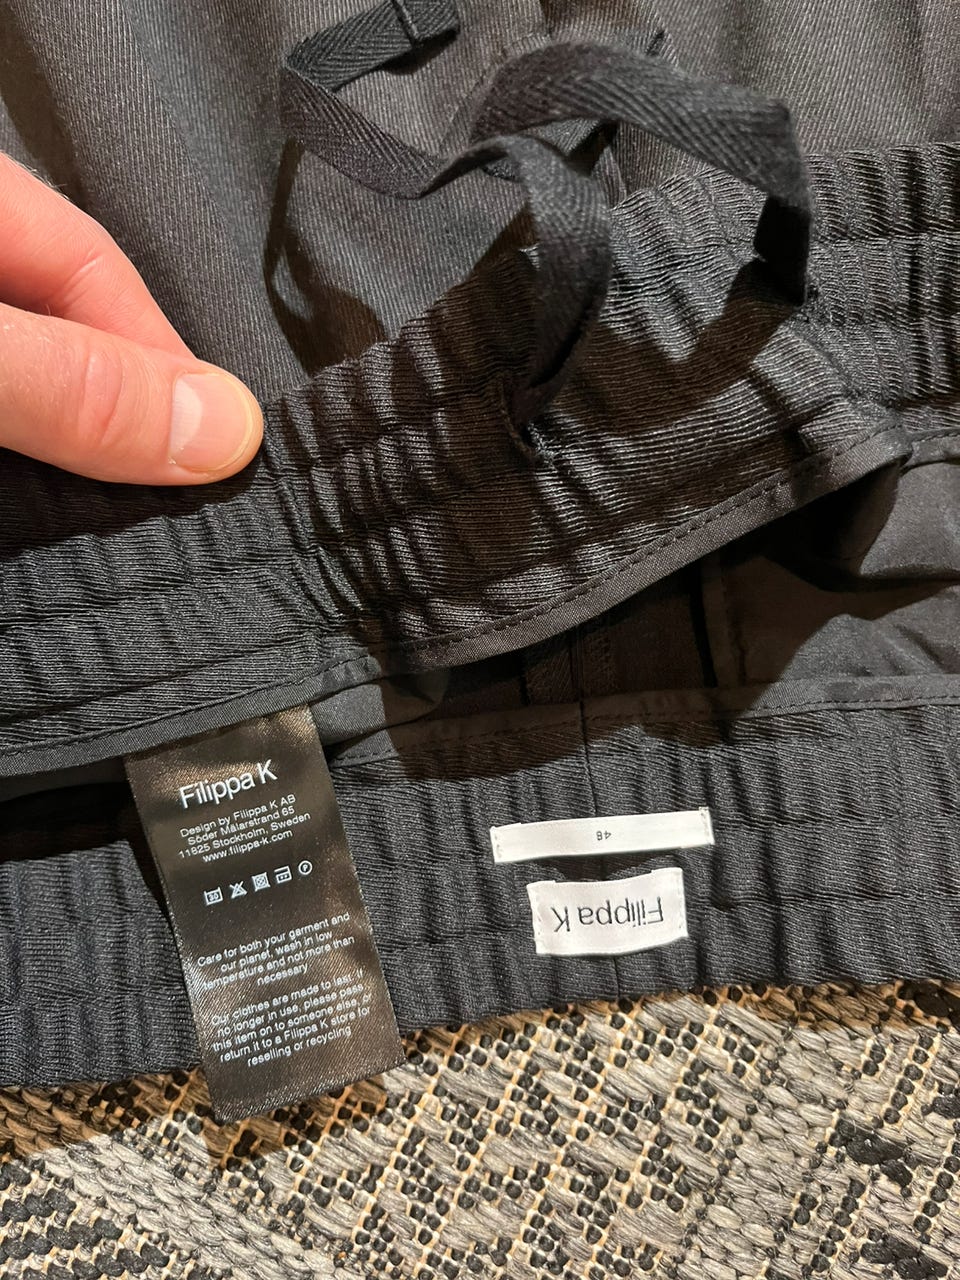 Filippa K
Design by Filippa K AB
Söder Mälarstrand 65
11825 Stockholm, Sweden
www.filippa-k.com
30
P
Care for both your garment and
our planet, wash in low
temperature and not more than
necessary
Our clothes are made to last. If
no longer in use, please pass
this item on to someone else, or
return it to a Filippa K store for
reselling or recycling
48
Filippa K